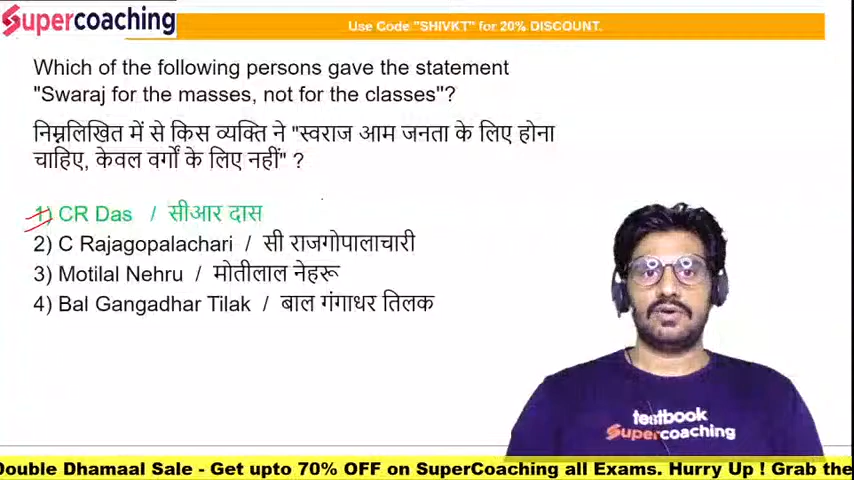 Supercoaching
Use Code "SHIVKT" for 20% DISCOUNT.
Which of the following persons gave the statement
"Swaraj for the masses, not for the classes"?
निम्नलिखित में से किस व्यक्ति ने "स्वराज आम जनता के लिए होना
चाहिए, केवल वर्गों के लिए नहीं" ?
1) CR Das / सीआर दास
2) C Rajagopalachari / सी राजगोपालाचारी
3) Motilal Nehru / मोतीलाल नेहरू
4) Bal Gangadhar Tilak / बाल गंगाधर तिलक
testbook
Supercoaching
Double Dhamaal Sale - Get upto 70% OFF on SuperCoaching all Exams. Hurry Up ! Grab the